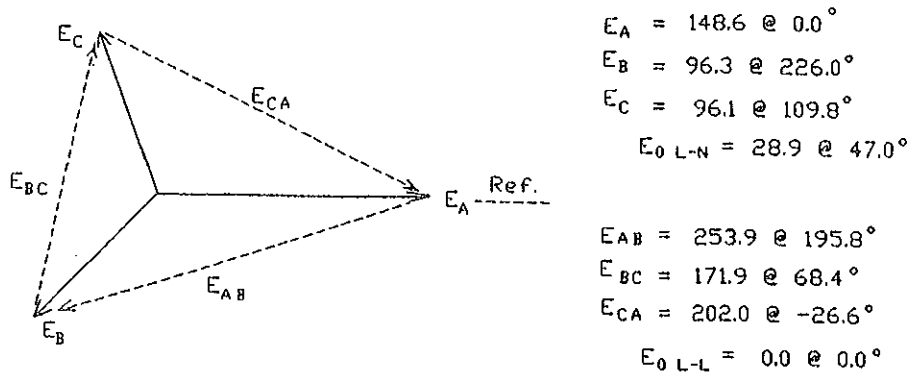 E_C
E_CA
E_BC
E_A Ref.
E_AB
E_B
E_A = 148.6 @ 0.0°
E_B = 96.3 @ 226.0°
E_C = 96.1 @ 109.8°
E_0 L-N = 28.9 @ 47.0°
E_AB = 253.9 @ 195.8°
E_BC = 171.9 @ 68.4°
E_CA = 202.0 @ -26.6°
E_0 L-L = 0.0 @ 0.0°